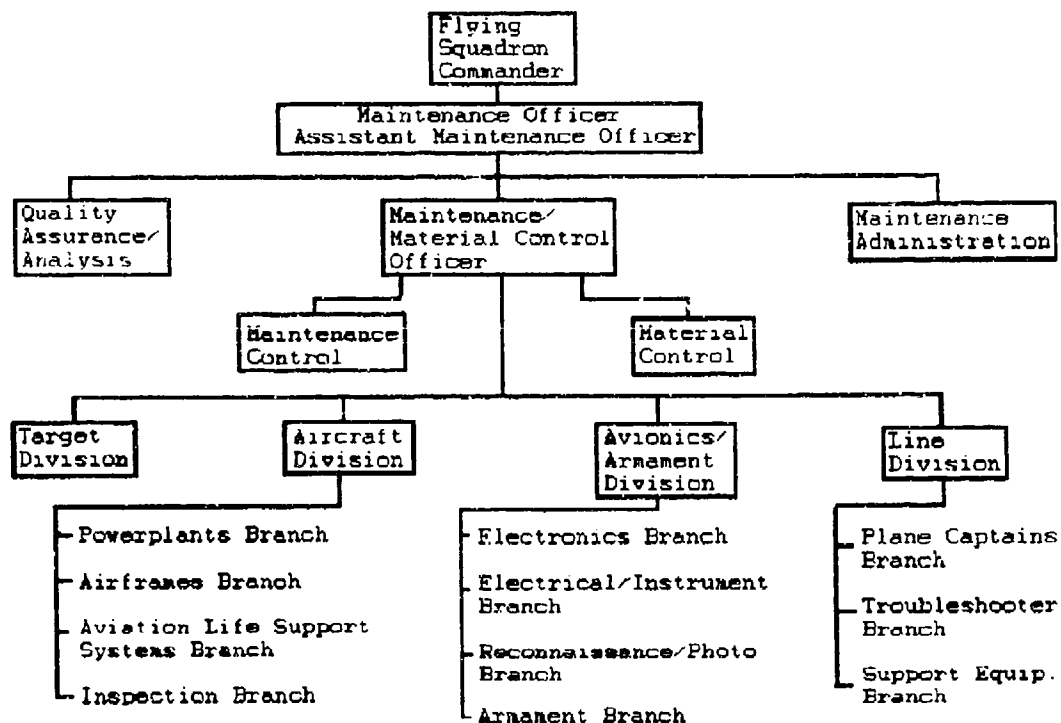 Flying
Squadron
Commander
Maintenance Officer
Assistant Maintenance Officer
Quality
Assurance/
Analysis
Maintenance/
Material Control
Officer
Maintenance
Administration
Maintenance
Control
Material
Control
Target
Division
Aircraft
Division
Avionics/
Armament
Division
Line
Division
Powerplants Branch
Airframes Branch
Aviation Life Support
Systems Branch
Inspection Branch
Electronics Branch
Electrical/Instrument
Branch
Reconnaissance/Photo
Branch
Armament Branch
Plane Captains
Branch
Troubleshooter
Branch
Support Equip.
Branch